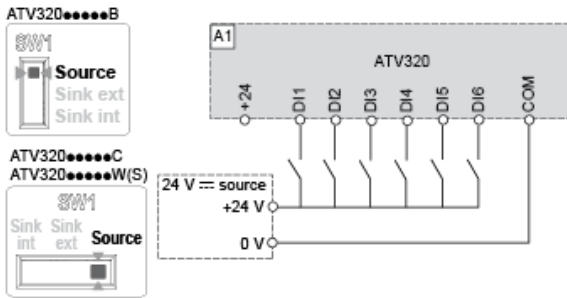 ATV320●●●●●B
SW1
Source
Sink ext
Sink int
ATV320●●●●●C
ATV320●●●●●W(S)
SW1
Sink int
Sink ext
Source
A1
ATV320
+24
DI1
DI2
DI3
DI4
DI5
DI6
COM
24 V ⎓ source
+24 V
0 V